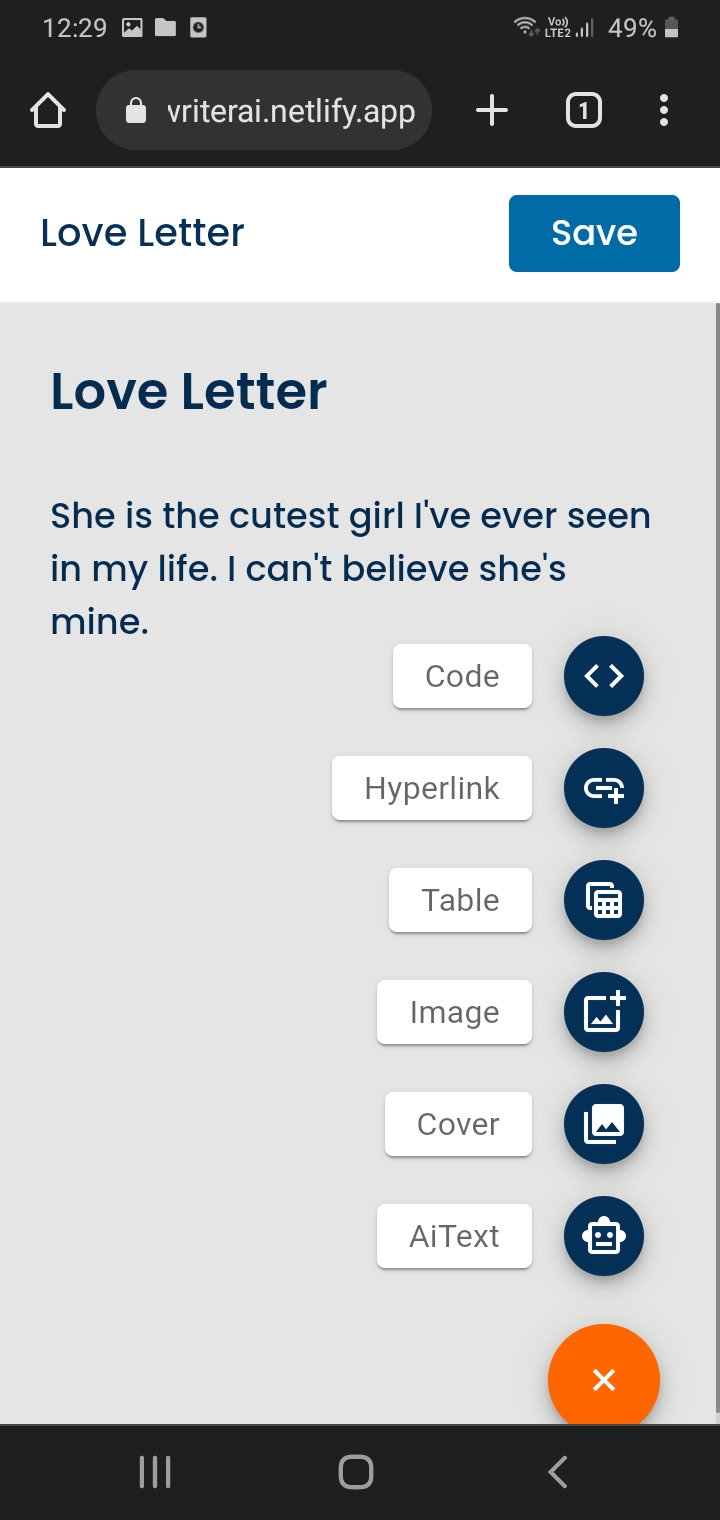 12:29
Vo))
LTE2
49%
vriterai.netlify.app
1
Love Letter
Save
Love Letter
She is the cutest girl I've ever seen
in my life. I can't believe she's
mine.
Code
Hyperlink
Table
Image
Cover
AiText